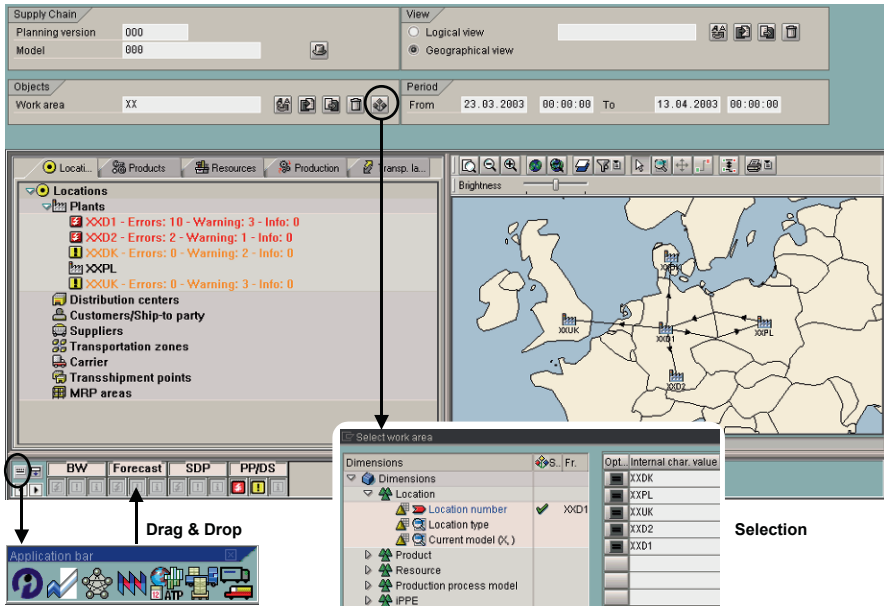 Supply Chain
Planning version 000
Model 000
View
Logical view
Geographical view
Objects
Work area XX
Period
From 23.03.2003 00:00:00 To 13.04.2003 00:00:00
Locati... Products Resources Production Transp. la...
Locations
Plants
XXD1 - Errors: 10 - Warning: 3 - Info: 0
XXD2 - Errors: 2 - Warning: 1 - Info: 0
XXDK - Errors: 0 - Warning: 2 - Info: 0
XXPL
XXUK - Errors: 0 - Warning: 3 - Info: 0
Distribution centers
Customers/Ship-to party
Suppliers
Transportation zones
Carrier
Transshipment points
MRP areas
Brightness
XXDK
XXUK
XXD1
XXPL
XXD2
BW Forecast SDP PP/DS
Drag & Drop
Application bar
ATP
Select work area
Dimensions S.. Fr.
Dimensions
Location
Location number XXD1
Location type
Current model (X, )
Product
Resource
Production process model
iPPE
Opt... Internal char. value
XXDK
XXPL
XXUK
XXD2
XXD1
Selection